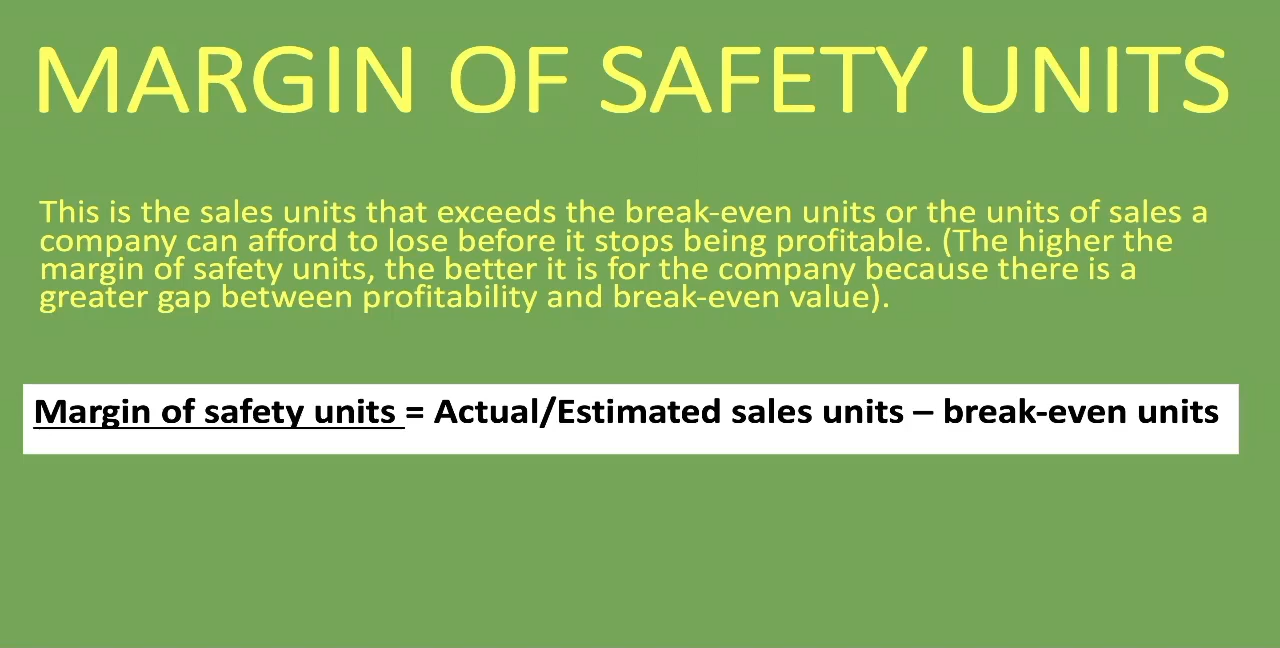 MARGIN OF SAFETY UNITS
This is the sales units that exceeds the break-even units or the units of sales a
company can afford to lose before it stops being profitable. (The higher the
margin of safety units, the better it is for the company because there is a
greater gap between profitability and break-even value).
Margin of safety units = Actual/Estimated sales units – break-even units